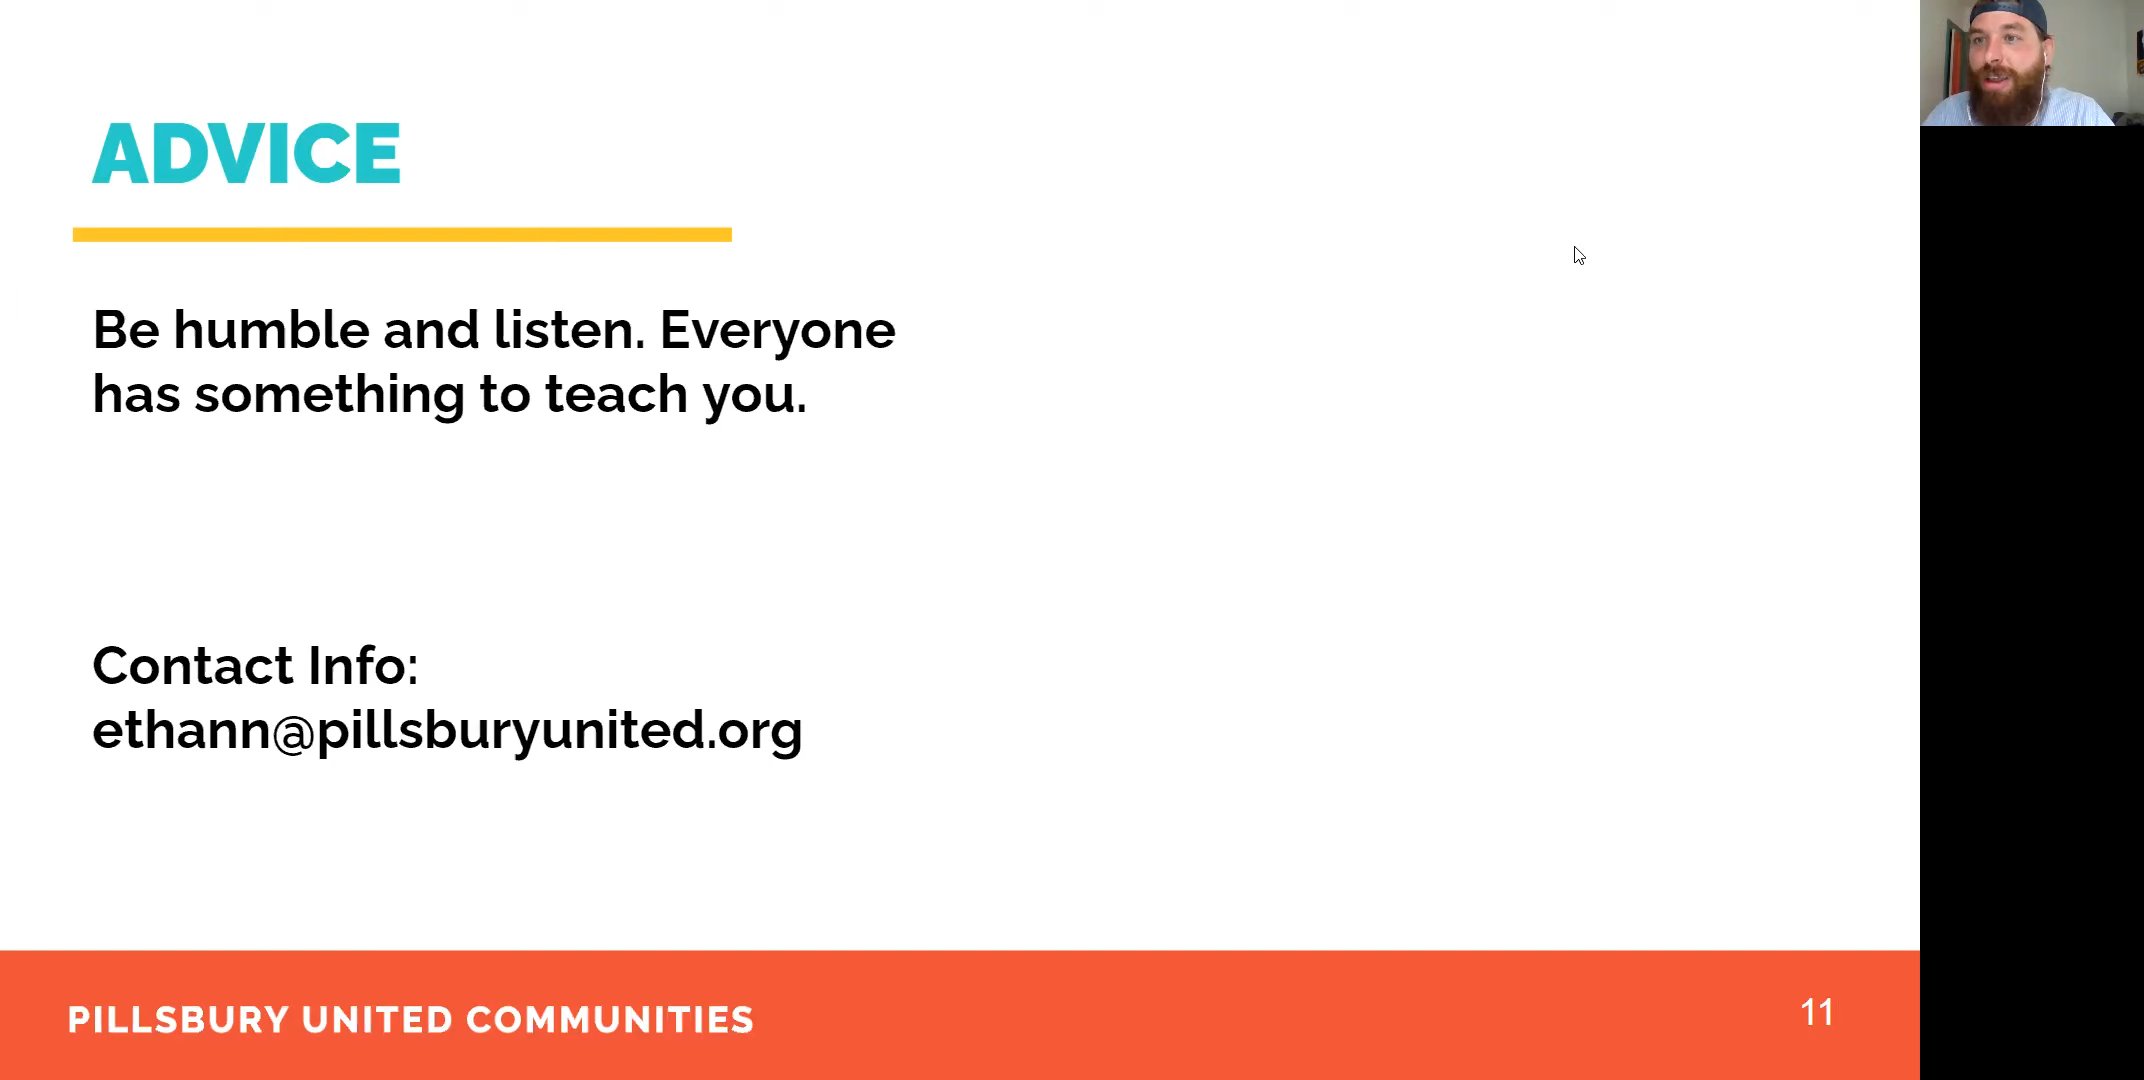 ADVICE
Be humble and listen. Everyone
has something to teach you.
Contact Info:
ethann@pillsburyunited.org
PILLSBURY UNITED COMMUNITIES
11